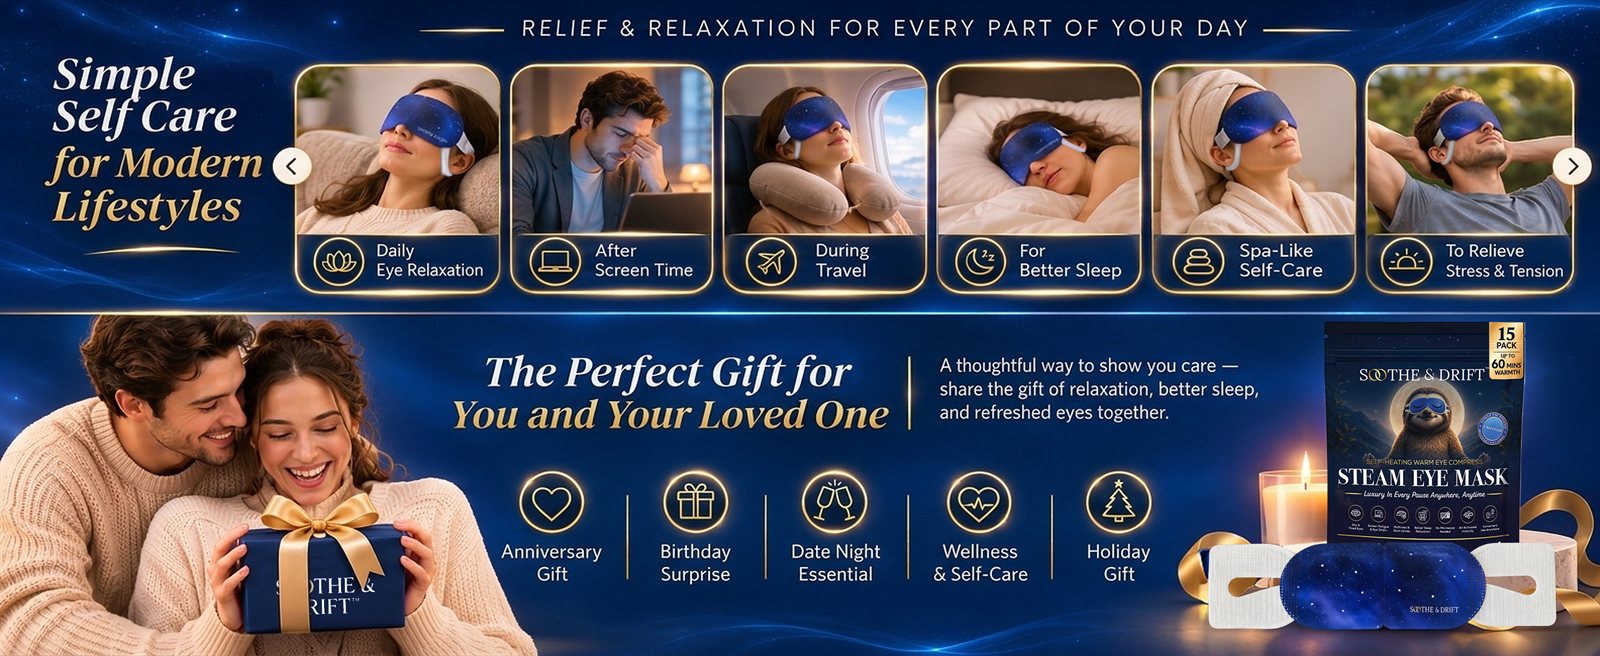 RELIEF & RELAXATION FOR EVERY PART OF YOUR DAY
Simple
Self Care
for Modern
Lifestyles
Daily
Eye Relaxation
After
Screen Time
During
Travel
For
Better Sleep
Spa-Like
Self-Care
To Relieve
Stress & Tension
The Perfect Gift for
You and Your Loved One
A thoughtful way to show you care —
share the gift of relaxation, better sleep,
and refreshed eyes together.
Anniversary
Gift
Birthday
Surprise
Date Night
Essential
Wellness
& Self-Care
Holiday
Gift
SOOTHE &
DRIFT™
15
PACK
UP TO
60 MINS
WARMTH
SOOTHE & DRIFT
SELF-HEATING WARM EYE COMPRESS
STEAM EYE MASK
Luxury In Every Pause Anywhere, Anytime
SOOTHE & DRIFT